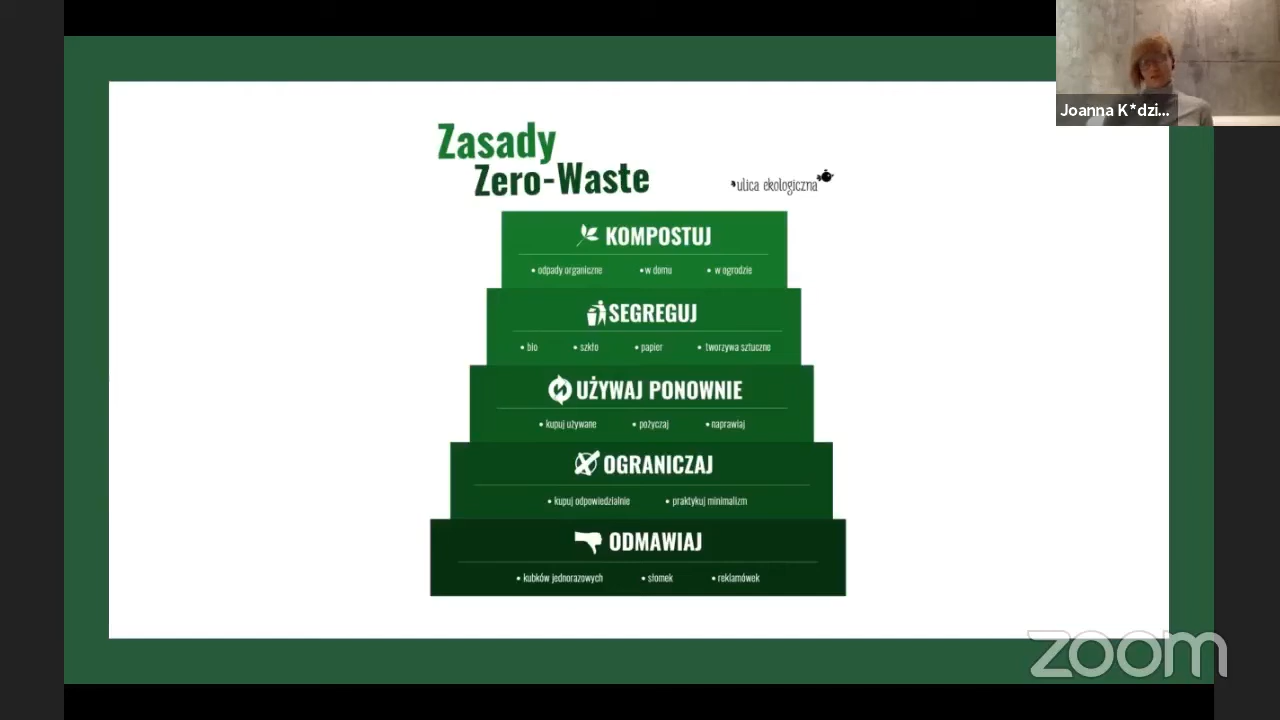 Joanna K*dzi...
Zasady
Zero-Waste
ulica ekologiczna
KOMPOSTUJ
• odpady organiczne • w domu • w ogrodzie
SEGREGUJ
• bio • szkło • papier • tworzywa sztuczne
UŻYWAJ PONOWNIE
• kupuj używane • pożyczaj • naprawiaj
OGRANICZAJ
• kupuj odpowiedzialnie • praktykuj minimalizm
ODMAWIAJ
• kubków jednorazowych • słomek • reklamówek
zoom